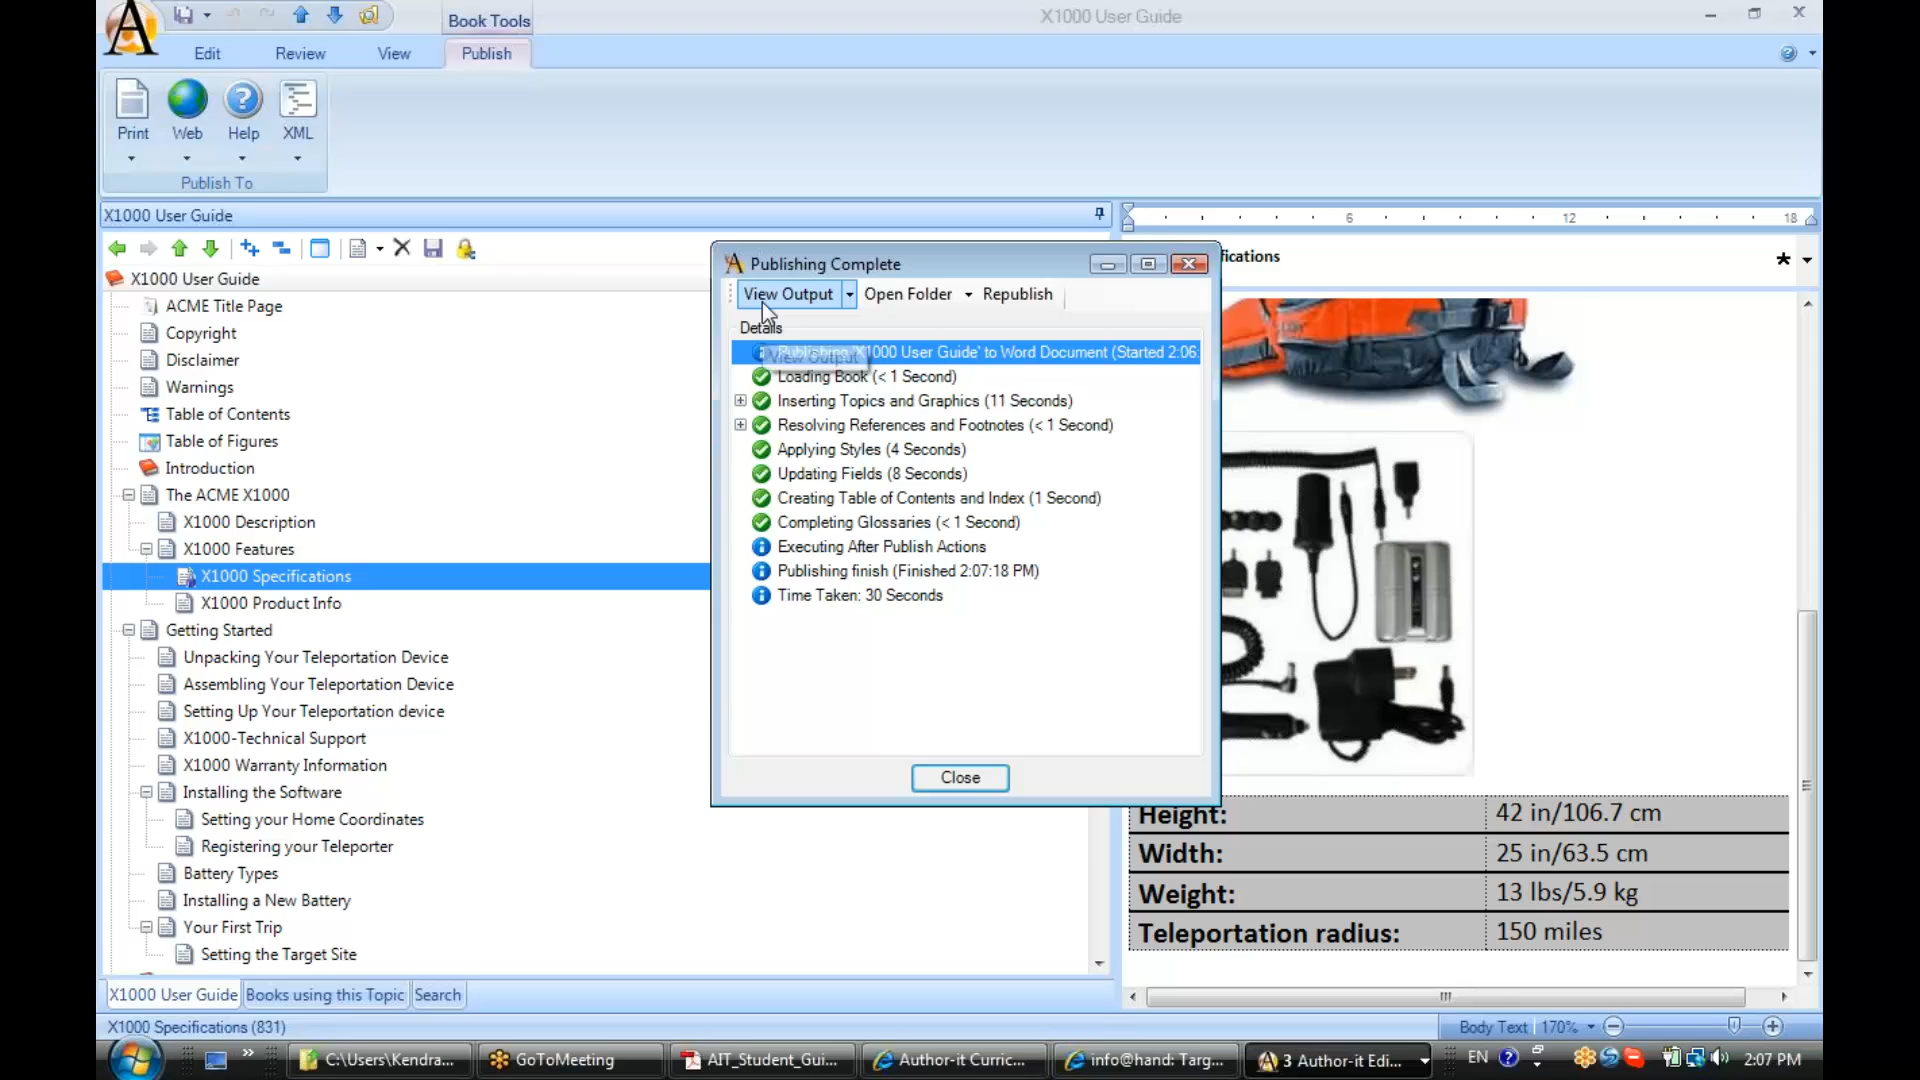 Book Tools
X1000 User Guide
Edit
Review
View
Publish
Print
Web
Help
XML
Publish To
X1000 User Guide
6
12
18
X1000 User Guide
ACME Title Page
Copyright
Disclaimer
Warnings
Table of Contents
Table of Figures
Introduction
The ACME X1000
X1000 Description
X1000 Features
X1000 Specifications
X1000 Product Info
Getting Started
Unpacking Your Teleportation Device
Assembling Your Teleportation Device
Setting Up Your Teleportation device
X1000-Technical Support
X1000 Warranty Information
Installing the Software
Setting your Home Coordinates
Registering your Teleporter
Battery Types
Installing a New Battery
Your First Trip
Setting the Target Site
Publishing Complete
View Output
Open Folder
Republish
Details
Publishing 'X1000 User Guide' to Word Document (Started 2:06:
View Output
Loading Book (< 1 Second)
Inserting Topics and Graphics (11 Seconds)
Resolving References and Footnotes (< 1 Second)
Applying Styles (4 Seconds)
Updating Fields (8 Seconds)
Creating Table of Contents and Index (1 Second)
Completing Glossaries (< 1 Second)
Executing After Publish Actions
Publishing finish (Finished 2:07:18 PM)
Time Taken: 30 Seconds
Close
fications
*
Height: 42 in/106.7 cm
Width: 25 in/63.5 cm
Weight: 13 lbs/5.9 kg
Teleportation radius: 150 miles
X1000 User Guide
Books using this Topic
Search
X1000 Specifications (831)
Body Text
170%
C:\Users\Kendra...
GoToMeeting
AIT_Student_Gui...
Author-it Curric...
info@hand: Targ...
3 Author-it Edi...
EN
2:07 PM